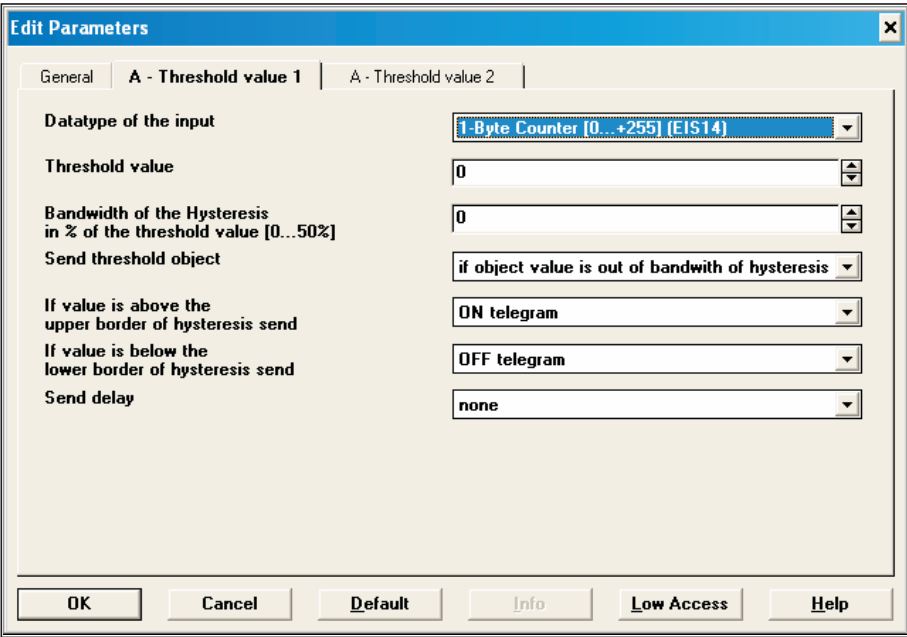 Edit Parameters
General
A - Threshold value 1
A - Threshold value 2
Datatype of the input
1-Byte Counter [0...+255] (EIS14)
Threshold value
0
Bandwidth of the Hysteresis
in % of the threshold value [0...50%]
0
Send threshold object
if object value is out of bandwith of hysteresis
If value is above the
upper border of hysteresis send
ON telegram
If value is below the
lower border of hysteresis send
OFF telegram
Send delay
none
OK
Cancel
Default
Info
Low Access
Help